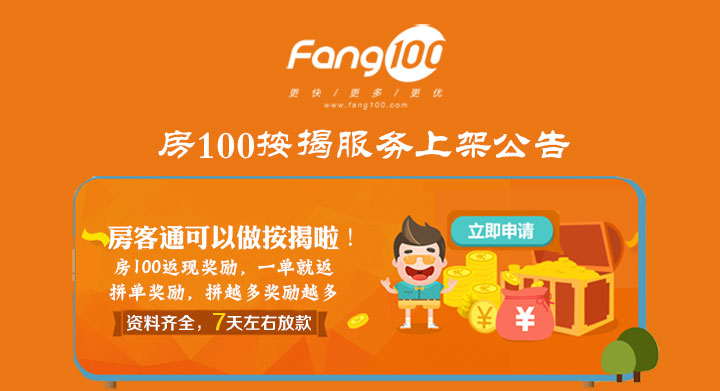 Fang100
更快/更多/更优
www.fang100.com
房100按揭服务上架公告
房客通可以做按揭啦！
立即申请
房100返现奖励，一单就返
拼单奖励，拼越多奖励越多
资料齐全，7天左右放款
¥
¥